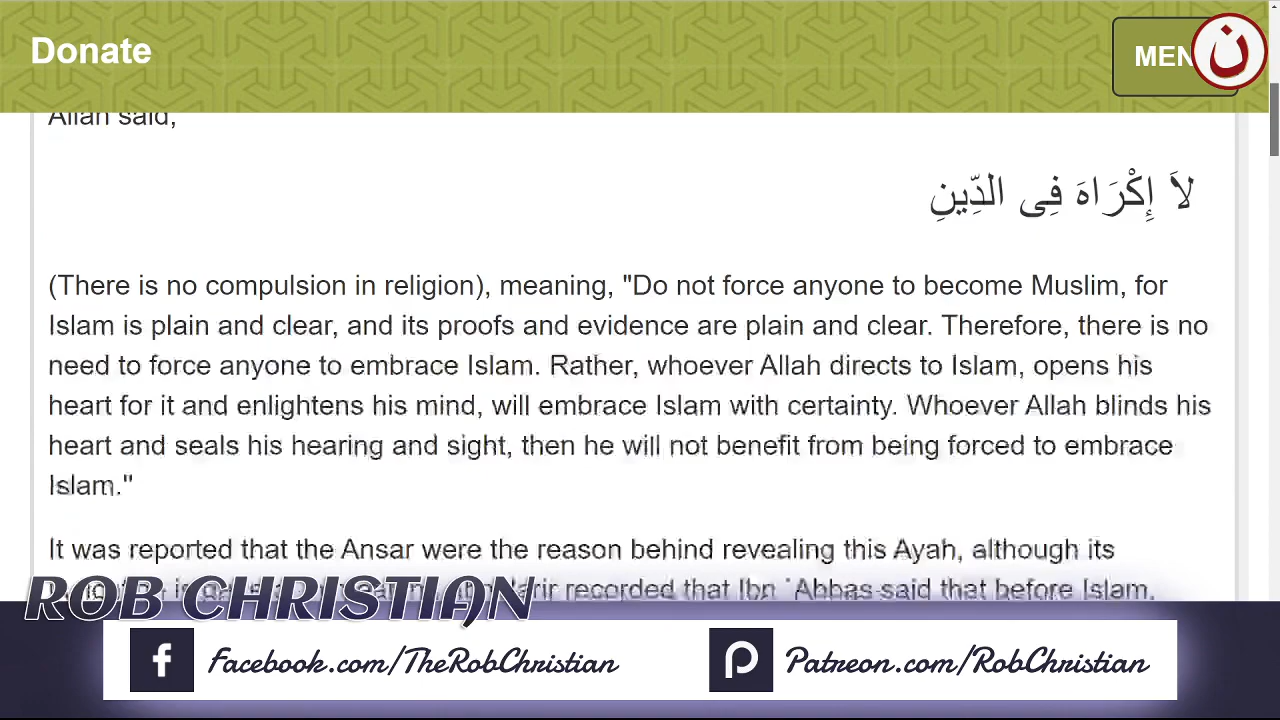 Donate
MEN
ن
Allah said,
لاَ إِكْرَاهَ فِى الدِّينِ
(There is no compulsion in religion), meaning, "Do not force anyone to become Muslim, for
Islam is plain and clear, and its proofs and evidence are plain and clear. Therefore, there is no
need to force anyone to embrace Islam. Rather, whoever Allah directs to Islam, opens his
heart for it and enlightens his mind, will embrace Islam with certainty. Whoever Allah blinds his
heart and seals his hearing and sight, then he will not benefit from being forced to embrace
Islam."
It was reported that the Ansar were the reason behind revealing this Ayah, although its
recorded that Ibn `Abbas said that before Islam,
ROB CHRISTIAN
Facebook.com/TheRobChristian
Patreon.com/RobChristian